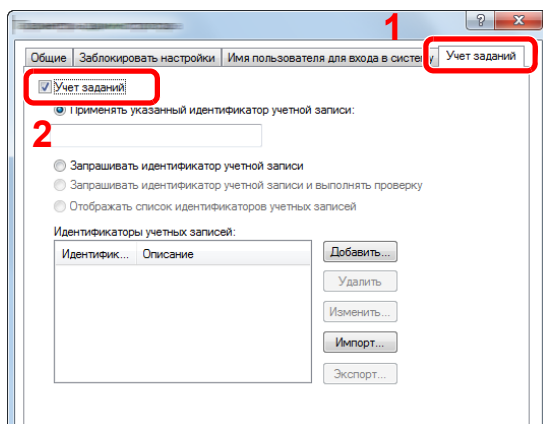 1
? X
Общие Заблокировать настройки Имя пользователя для входа в систему Учет заданий
Учет заданий
Применять указанный идентификатор учетной записи:
2
Запрашивать идентификатор учетной записи
Запрашивать идентификатор учетной записи и выполнять проверку
Отображать список идентификаторов учетных записей
Идентификаторы учетных записей:
Идентифик... Описание
Добавить...
Удалить
Изменить...
Импорт...
Экспорт...